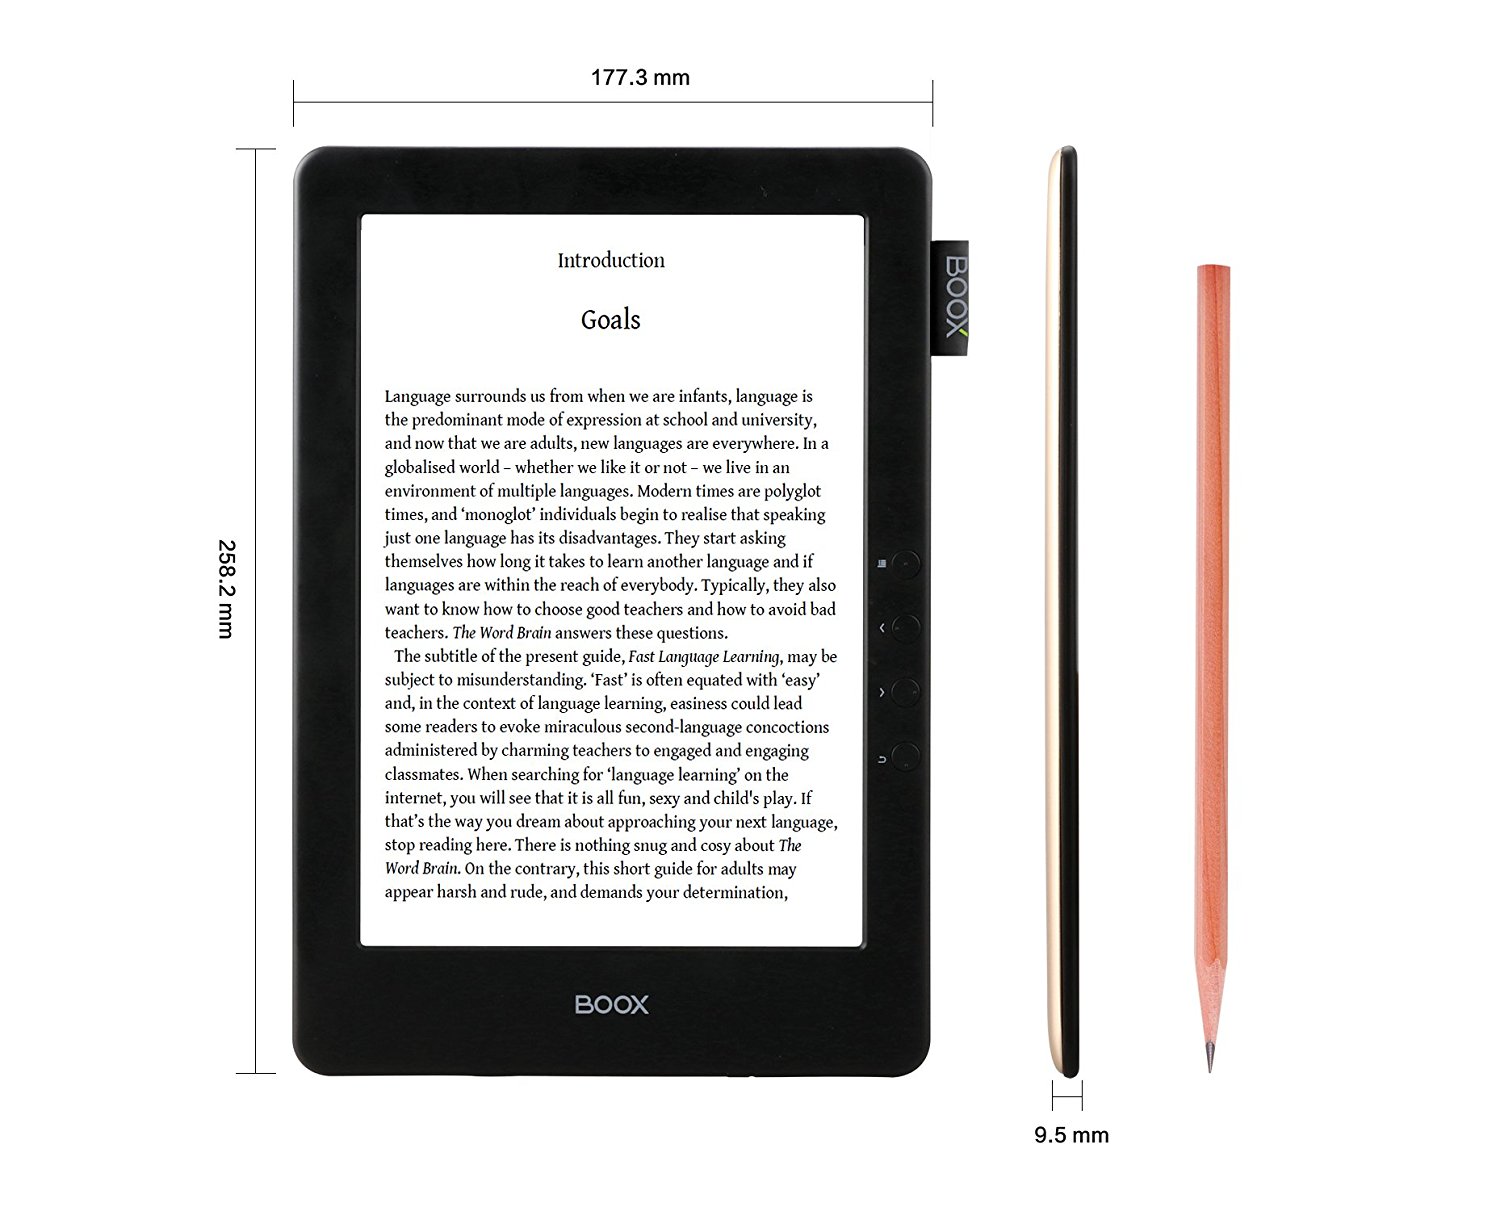 177.3 mm
258.2 mm
BOOX
Introduction
Goals
Language surrounds us from when we are infants, language is
the predominant mode of expression at school and university,
and now that we are adults, new languages are everywhere. In a
globalised world – whether we like it or not – we live in an
environment of multiple languages. Modern times are polyglot
times, and ‘monoglot’ individuals begin to realise that speaking
just one language has its disadvantages. They start asking
themselves how long it takes to learn another language and if
languages are within the reach of everybody. Typically, they also
want to know how to choose good teachers and how to avoid bad
teachers. The Word Brain answers these questions.
The subtitle of the present guide, Fast Language Learning, may be
subject to misunderstanding. ‘Fast’ is often equated with ‘easy’
and, in the context of language learning, easiness could lead
some readers to evoke miraculous second-language concoctions
administered by charming teachers to engaged and engaging
classmates. When searching for ‘language learning’ on the
internet, you will see that it is all fun, sexy and child's play. If
that’s the way you dream about approaching your next language,
stop reading here. There is nothing snug and cosy about The
Word Brain. On the contrary, this short guide for adults may
appear harsh and rude, and demands your determination,
BOOX
9.5 mm